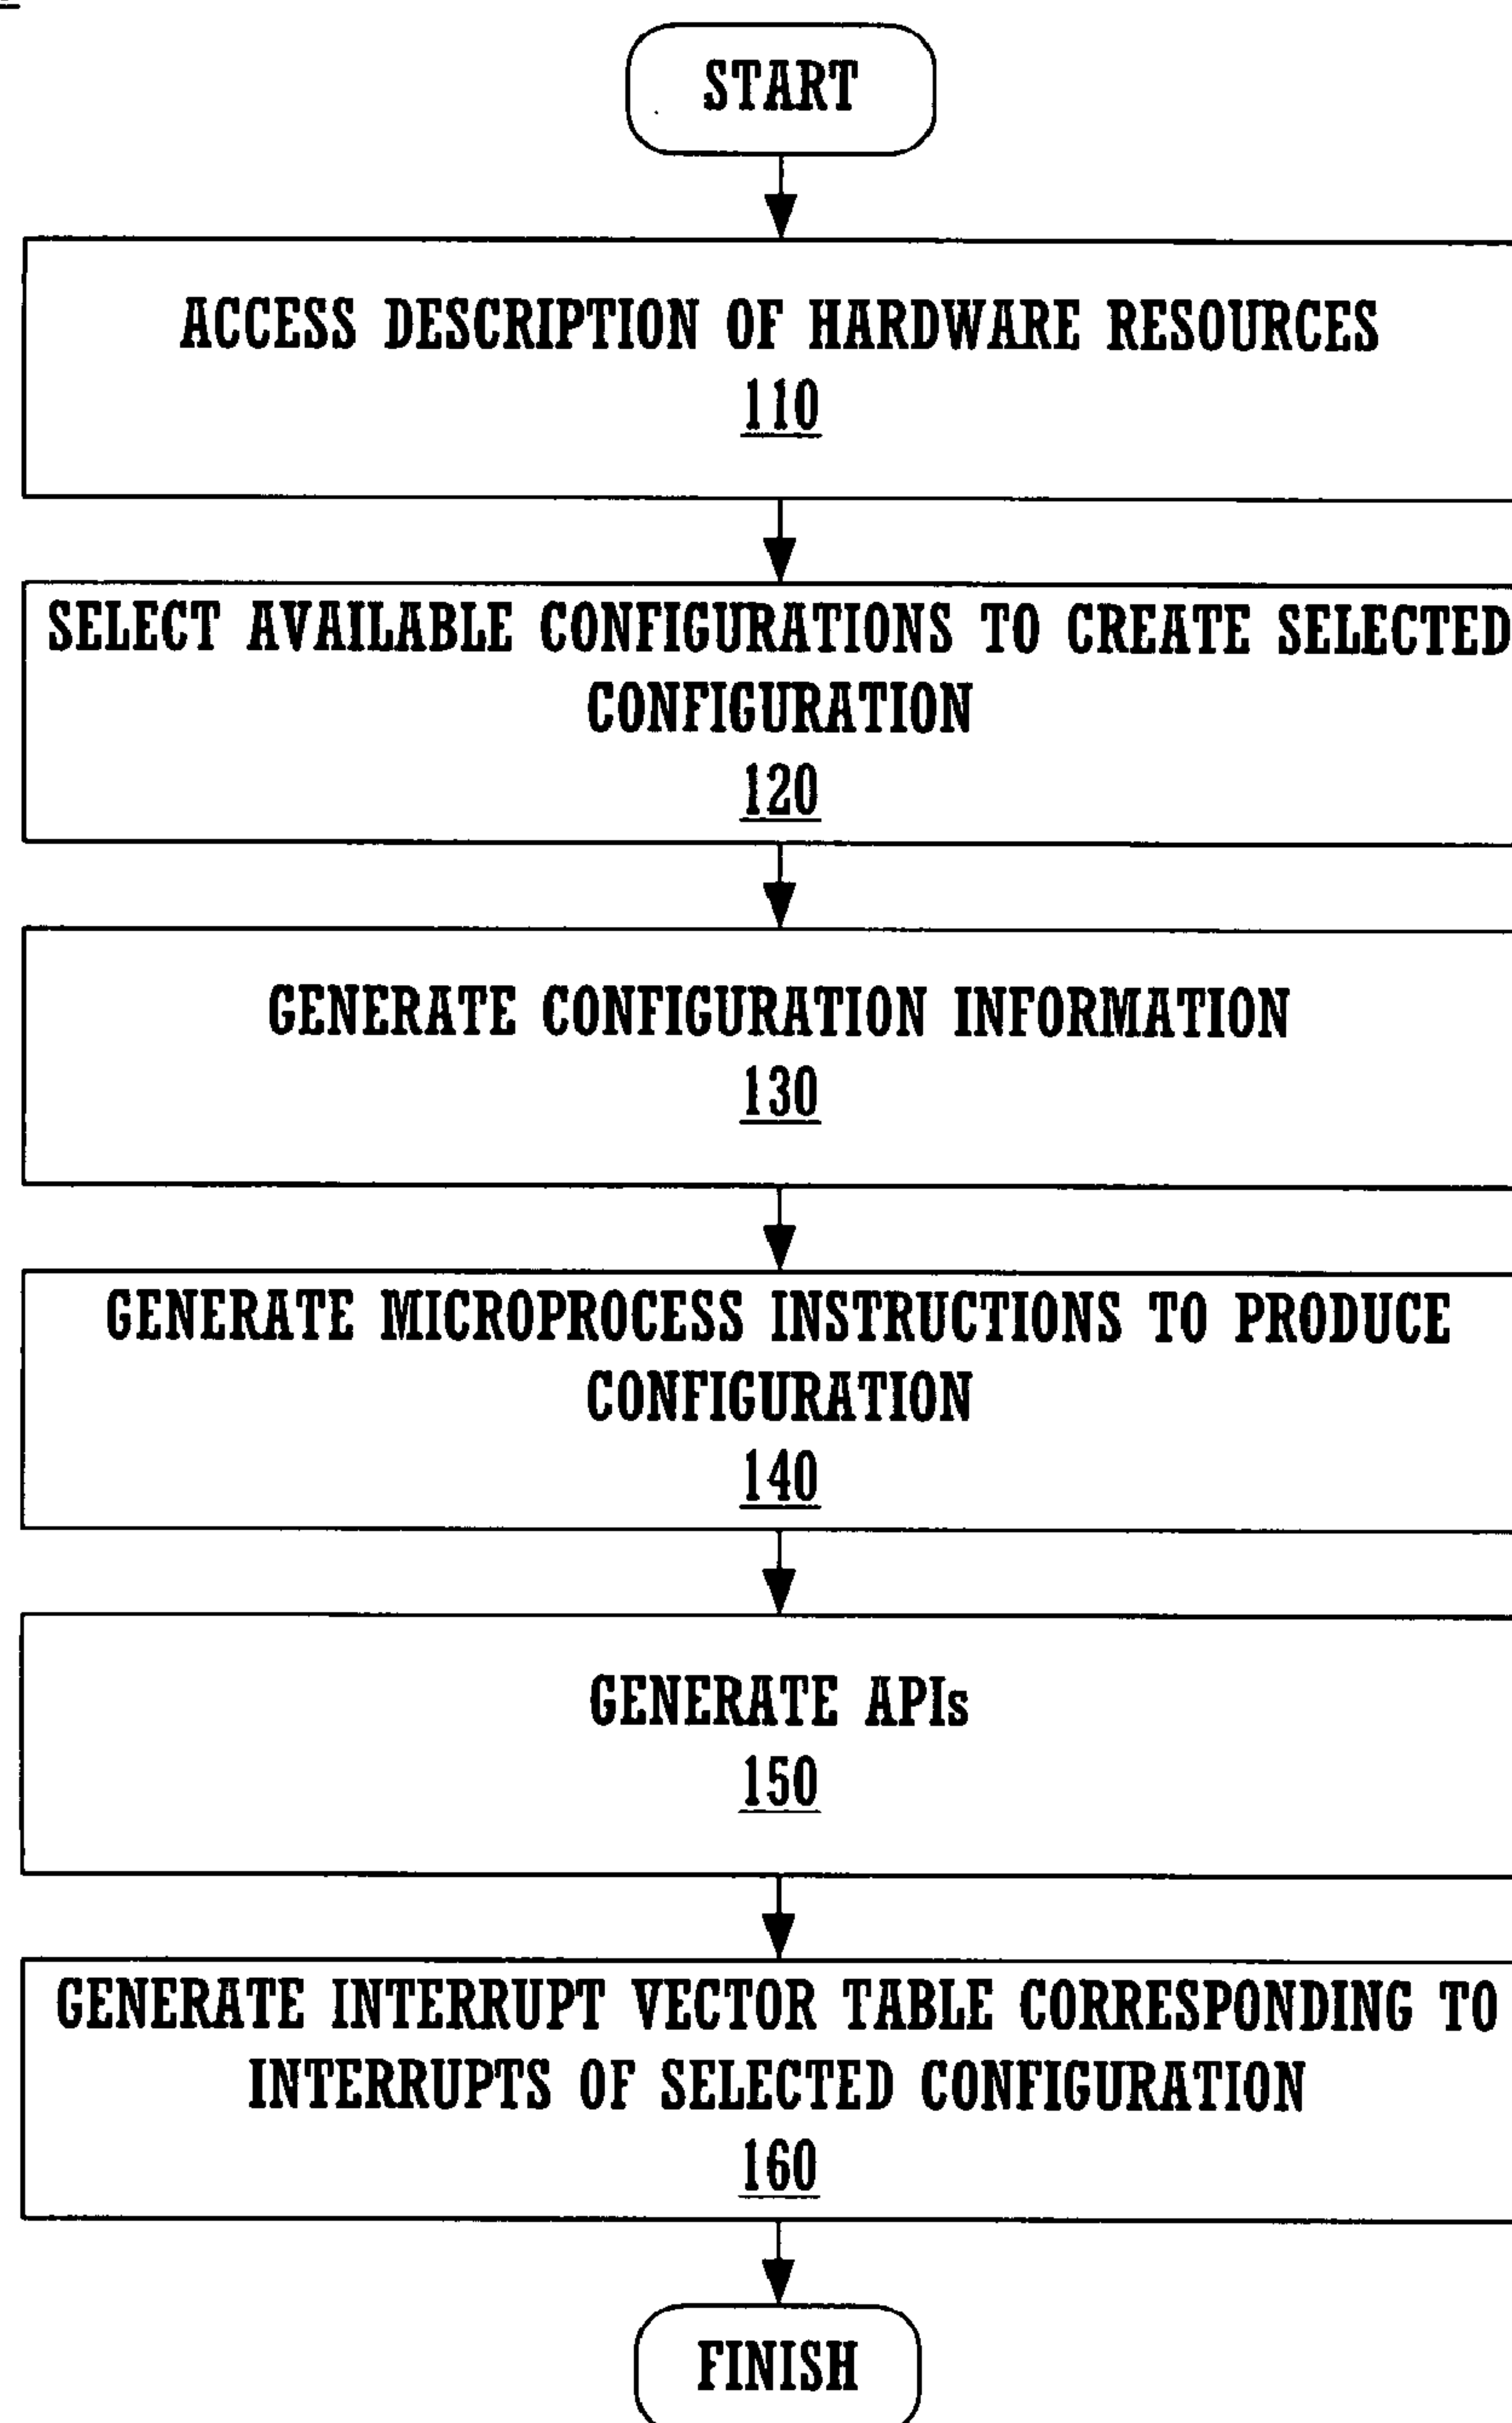 START
ACCESS DESCRIPTION OF HARDWARE RESOURCES
110
SELECT AVAILABLE CONFIGURATIONS TO CREATE SELECTED
CONFIGURATION
120
GENERATE CONFIGURATION INFORMATION
130
GENERATE MICROPROCESS INSTRUCTIONS TO PRODUCE
CONFIGURATION
140
GENERATE APIs
150
GENERATE INTERRUPT VECTOR TABLE CORRESPONDING TO
INTERRUPTS OF SELECTED CONFIGURATION
160
FINISH